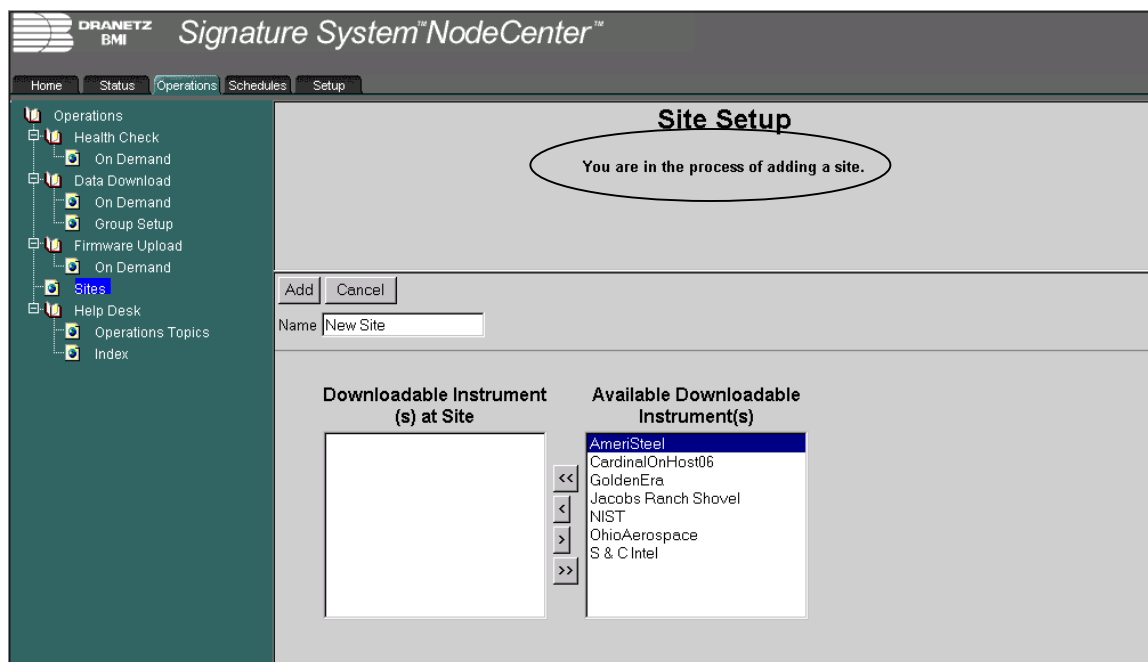 DRANETZ
BMI
Signature System™NodeCenter™
Home Status Operations Schedules Setup
Operations
Health Check
On Demand
Data Download
On Demand
Group Setup
Firmware Upload
On Demand
Sites
Help Desk
Operations Topics
Index
Site Setup
You are in the process of adding a site.
Add Cancel
Name New Site
Downloadable Instrument
(s) at Site
<<
<
>
>>
Available Downloadable
Instrument(s)
AmeriSteel
CardinalOnHost06
GoldenEra
Jacobs Ranch Shovel
NIST
OhioAerospace
S & C Intel